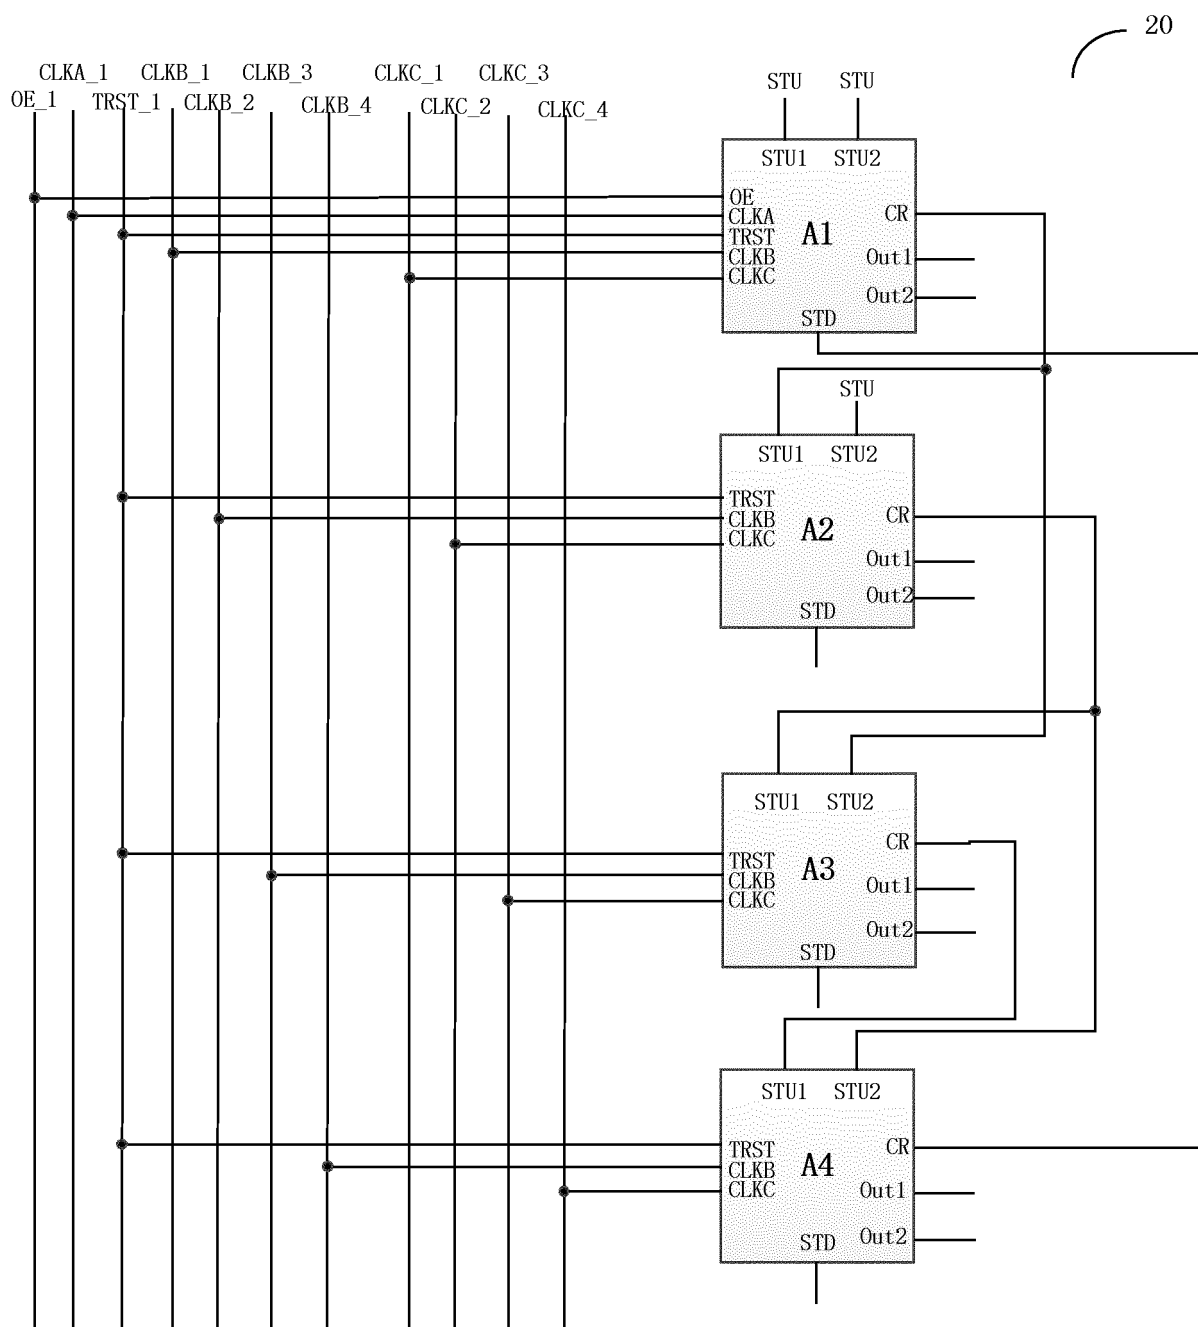 20
CLKA_1 CLKB_1 CLKB_3 CLKC_1 CLKC_3
OE_1 TRST_1 CLKB_2 CLKB_4 CLKC_2 CLKC_4
STU STU
STU1 STU2
OE
CLKA
TRST
CLKB
CLKC
A1
CR
Out1
Out2
STD
STU
STU1 STU2
TRST
CLKB
CLKC
A2
CR
Out1
Out2
STD
STU1 STU2
TRST
CLKB
CLKC
A3
CR
Out1
Out2
STD
STU1 STU2
TRST
CLKB
CLKC
A4
CR
Out1
Out2
STD